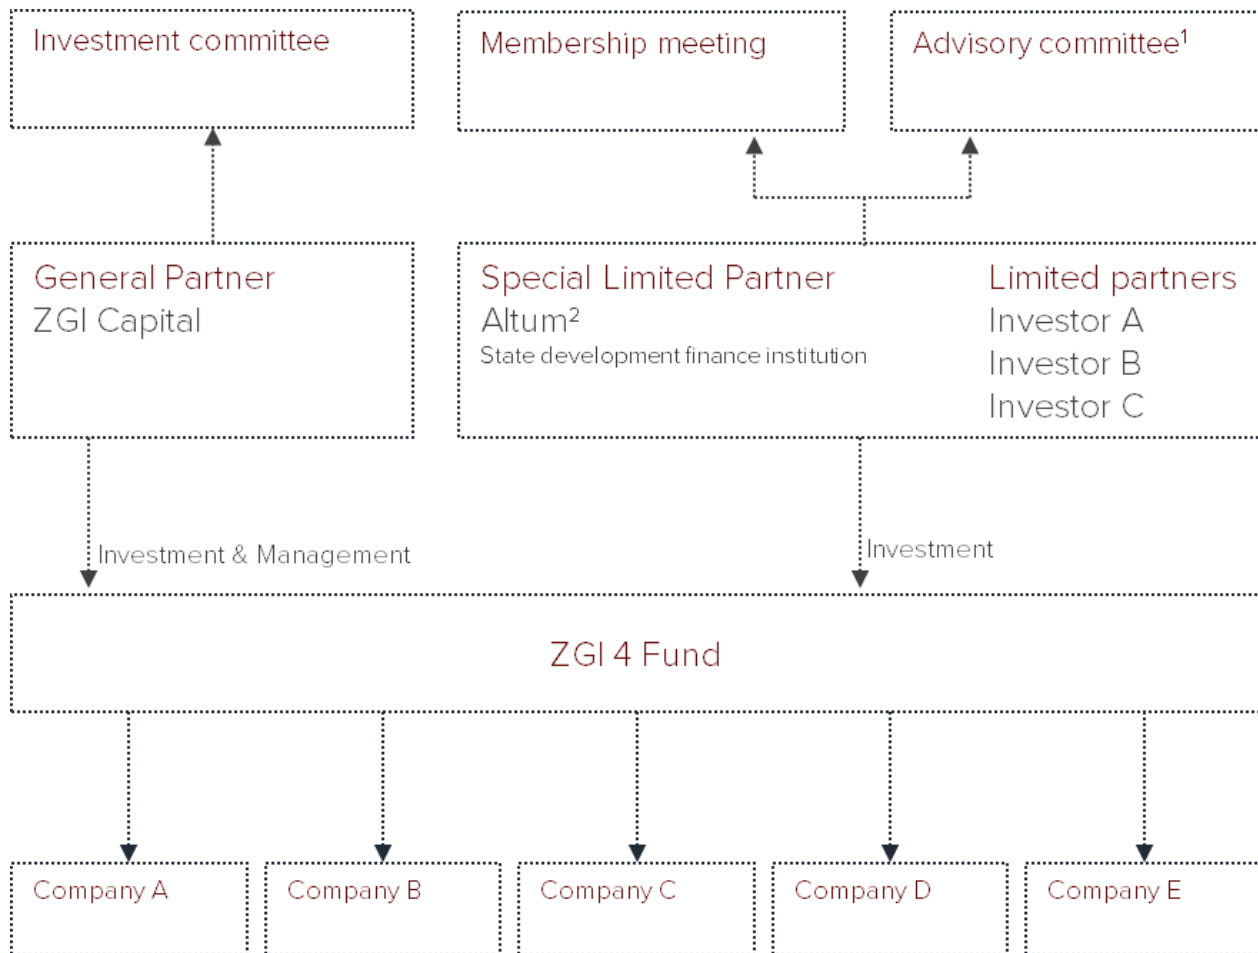 Investment committee
Membership meeting
Advisory committee¹
General Partner
ZGI Capital
Special Limited Partner
Altum²
State development finance institution
Limited partners
Investor A
Investor B
Investor C
Investment & Management
Investment
ZGI 4 Fund
Company A
Company B
Company C
Company D
Company E